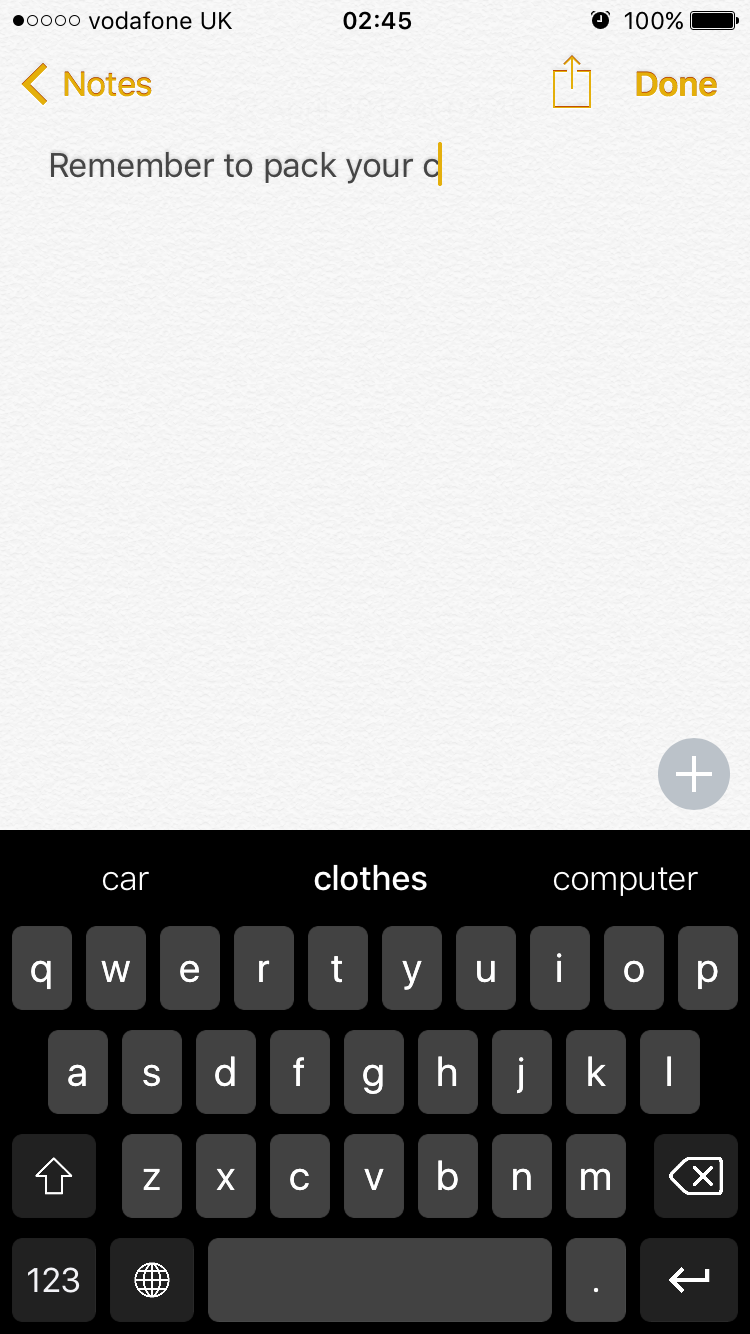 vodafone UK 02:45 100%
Notes Done
Remember to pack your c
car clothes computer
q w e r t y u i o p
a s d f g h j k l
z x c v b n m
123 .